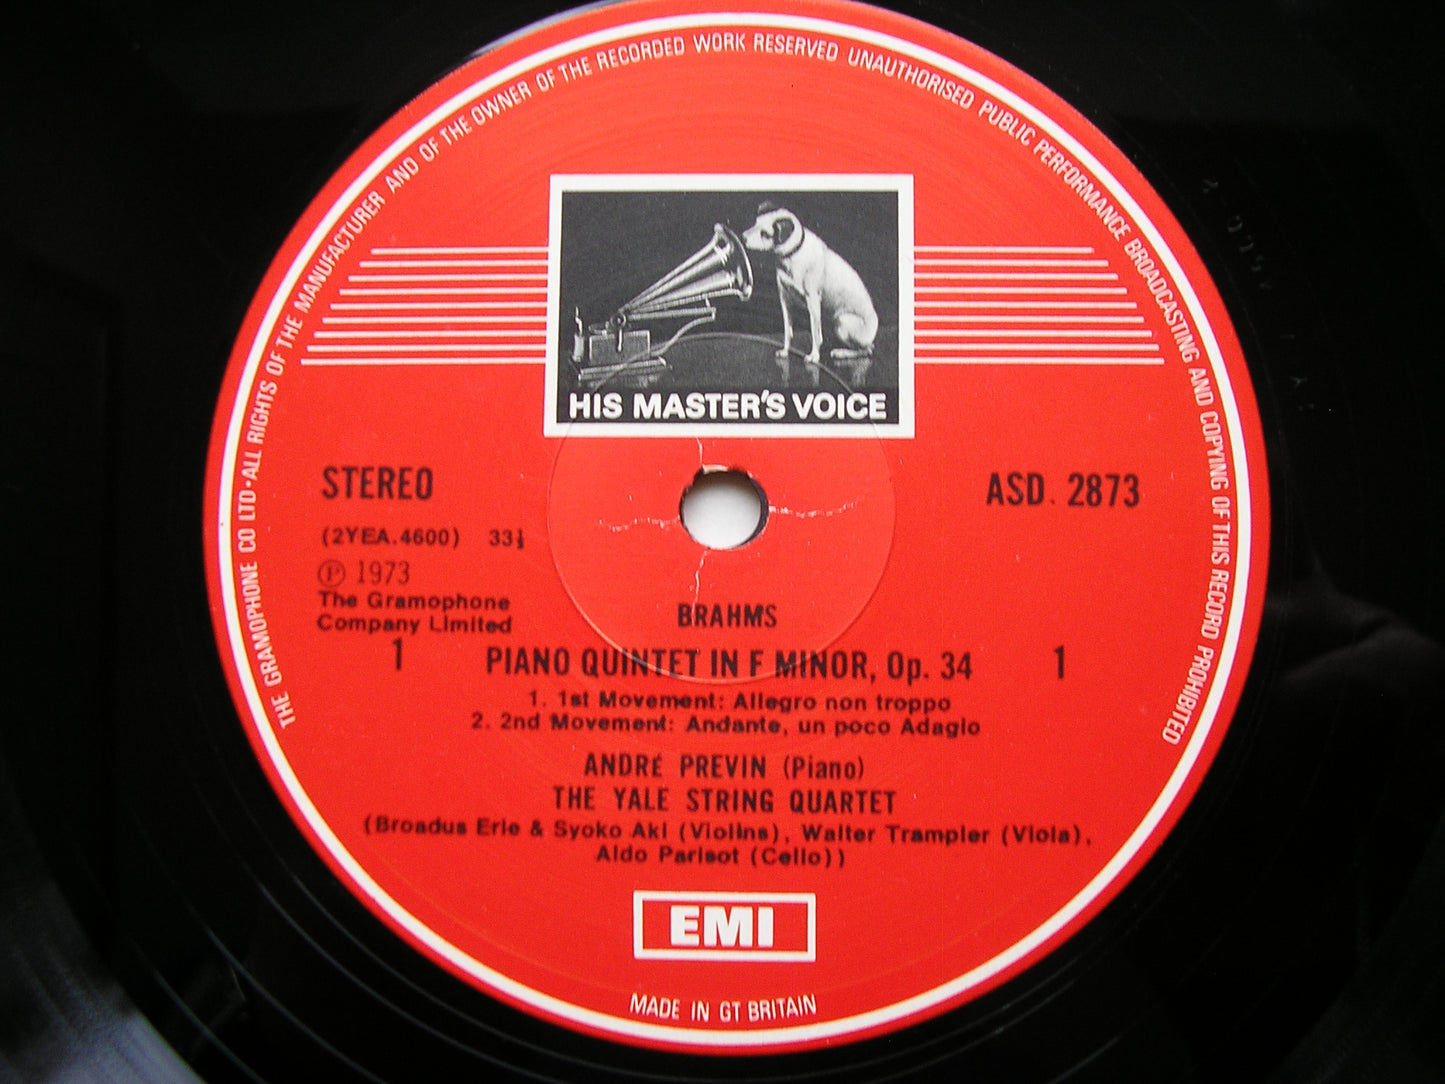 THE GRAMOPHONE CO LTD·ALL RIGHTS OF THE MANUFACTURER AND OF THE OWNER OF THE RECORDED WORK RESERVED UNAUTHORISED PUBLIC PERFORMANCE BROADCASTING AND COPYING OF THIS RECORD PROHIBITED
HIS MASTER'S VOICE
STEREO
ASD. 2873
(2YEA.4600) 33⅓
Ⓟ 1973
The Gramophone
Company Limited
BRAHMS
1 PIANO QUINTET IN F MINOR, Op. 34 1
1. 1st Movement: Allegro non troppo
2. 2nd Movement: Andante, un poco Adagio
ANDRÉ PREVIN (Piano)
THE YALE STRING QUARTET
(Broadus Erle & Syoko Aki (Violins), Walter Trampler (Viola),
Aldo Parisot (Cello))
EMI
MADE IN GT BRITAIN